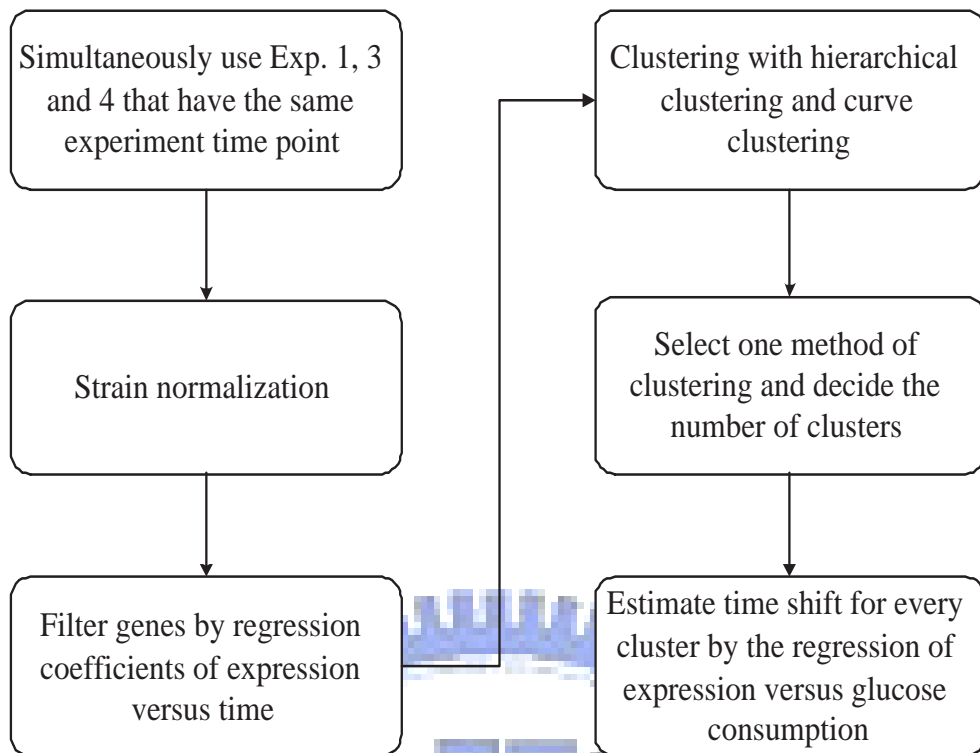 Simultaneously use Exp. 1, 3
and 4 that have the same
experiment time point
Strain normalization
Filter genes by regression
coefficients of expression
versus time
Clustering with hierarchical
clustering and curve
clustering
Select one method of
clustering and decide the
number of clusters
Estimate time shift for every
cluster by the regression of
expression versus glucose
consumption